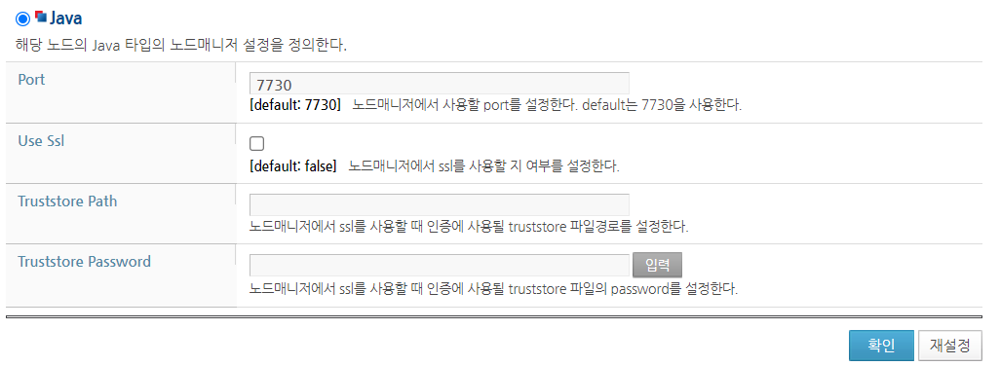 Java
해당 노드의 Java 타입의 노드매니저 설정을 정의한다.
Port
7730
[default: 7730] 노드매니저에서 사용할 port를 설정한다. default는 7730을 사용한다.
Use Ssl
[default: false] 노드매니저에서 ssl를 사용할 지 여부를 설정한다.
Truststore Path
노드매니저에서 ssl를 사용할 때 인증에 사용될 truststore 파일경로를 설정한다.
Truststore Password
입력
노드매니저에서 ssl를 사용할 때 인증에 사용될 truststore 파일의 password를 설정한다.
확인 재설정